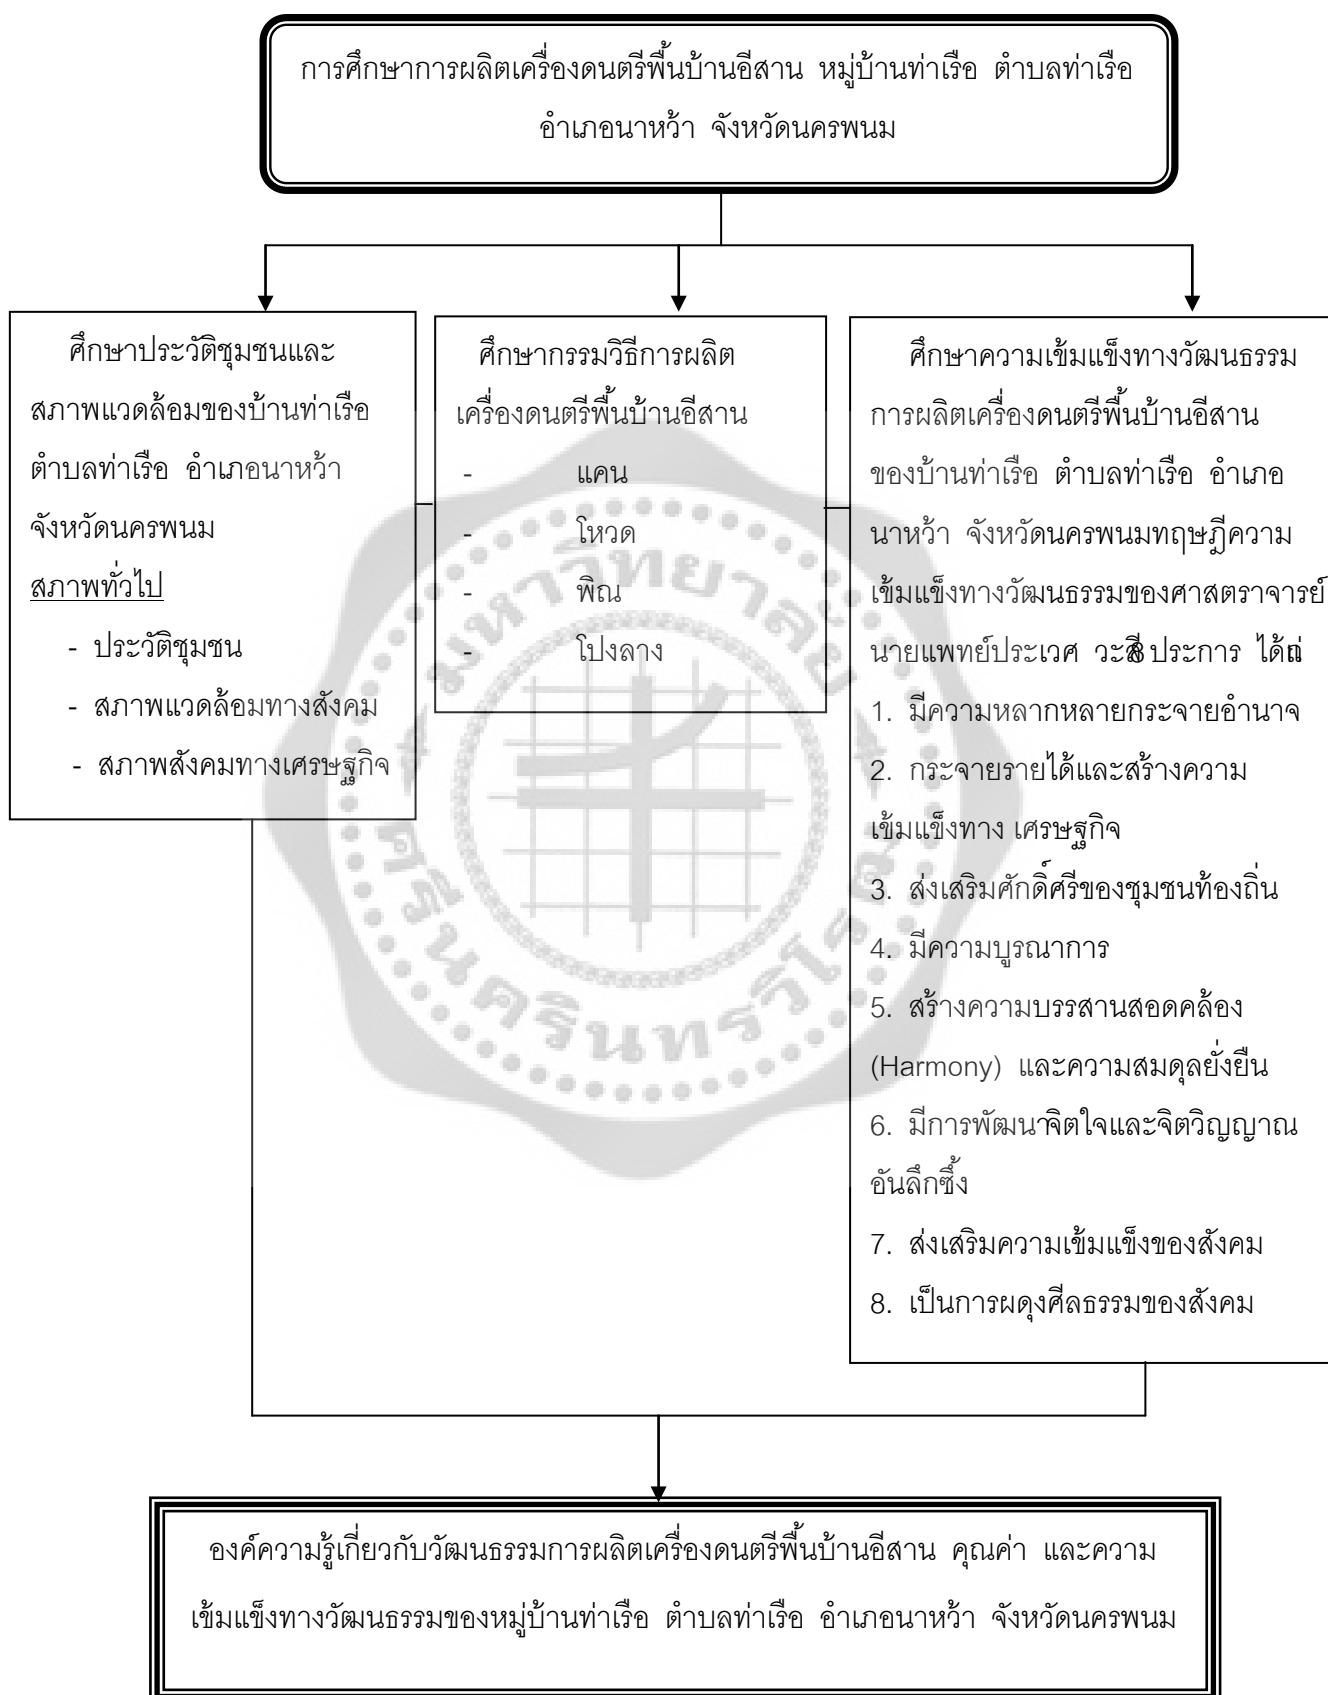 การศึกษาการผลิตเครื่องดนตรีพื้นบ้านอีสาน หมู่บ้านท่าเรือ ตำบลท่าเรือ
อำเภอนาหว้า จังหวัดนครพนม
ศึกษาประวัติชุมชนและ
สภาพแวดล้อมของบ้านท่าเรือ
ตำบลท่าเรือ อำเภอนาหว้า
จังหวัดนครพนม
สภาพทั่วไป
- ประวัติชุมชน
- สภาพแวดล้อมทางสังคม
- สภาพสังคมทางเศรษฐกิจ
ศึกษากรรมวิธีการผลิต
เครื่องดนตรีพื้นบ้านอีสาน
- แคน
- โหวด
- พิณ
- โปงลาง
ศึกษาความเข้มแข็งทางวัฒนธรรม
การผลิตเครื่องดนตรีพื้นบ้านอีสาน
ของบ้านท่าเรือ ตำบลท่าเรือ อำเภอ
นาหว้า จังหวัดนครพนมทฤษฎีความ
เข้มแข็งทางวัฒนธรรมของศาสตราจารย์
นายแพทย์ประเวศ วะสี 8 ประการ ได้แก่
1. มีความหลากหลายกระจายอำนาจ
2. กระจายรายได้และสร้างความ
เข้มแข็งทาง เศรษฐกิจ
3. ส่งเสริมศักดิ์ศรีของชุมชนท้องถิ่น
4. มีความบูรณาการ
5. สร้างความบรรสานสอดคล้อง
(Harmony) และความสมดุลยั่งยืน
6. มีการพัฒนาจิตใจและจิตวิญญาณ
อันลึกซึ้ง
7. ส่งเสริมความเข้มแข็งของสังคม
8. เป็นการผดุงศีลธรรมของสังคม
มหาวิทยาลัย
ศรีนครินทรวิโรฒ
องค์ความรู้เกี่ยวกับวัฒนธรรมการผลิตเครื่องดนตรีพื้นบ้านอีสาน คุณค่า และความ
เข้มแข็งทางวัฒนธรรมของหมู่บ้านท่าเรือ ตำบลท่าเรือ อำเภอนาหว้า จังหวัดนครพนม